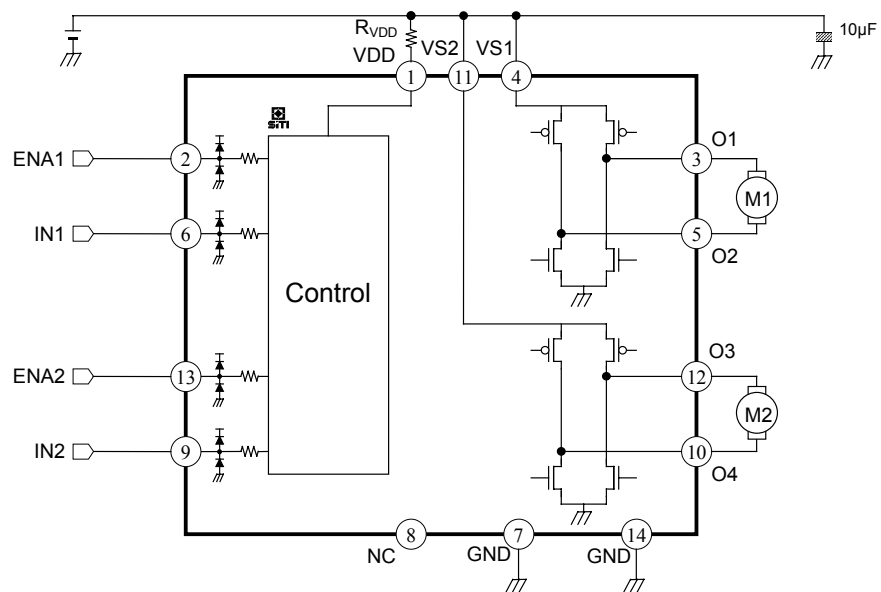 RVDD
10µF
VDD
VS2
VS1
1
11
4
SiTI
ENA1
2
3
O1
M1
IN1
6
5
O2
Control
ENA2
13
12
O3
M2
IN2
9
10
O4
8
NC
7
GND
14
GND